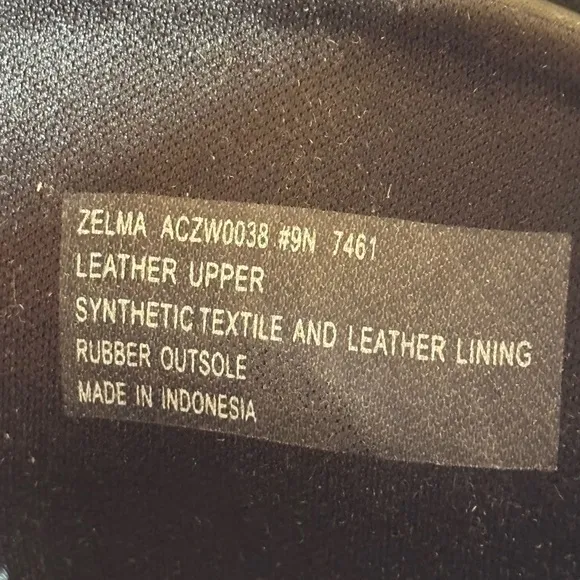 ZELMA ACZW0038 #9N 7461
LEATHER UPPER
SYNTHETIC TEXTILE AND LEATHER LINING
RUBBER OUTSOLE
MADE IN INDONESIA